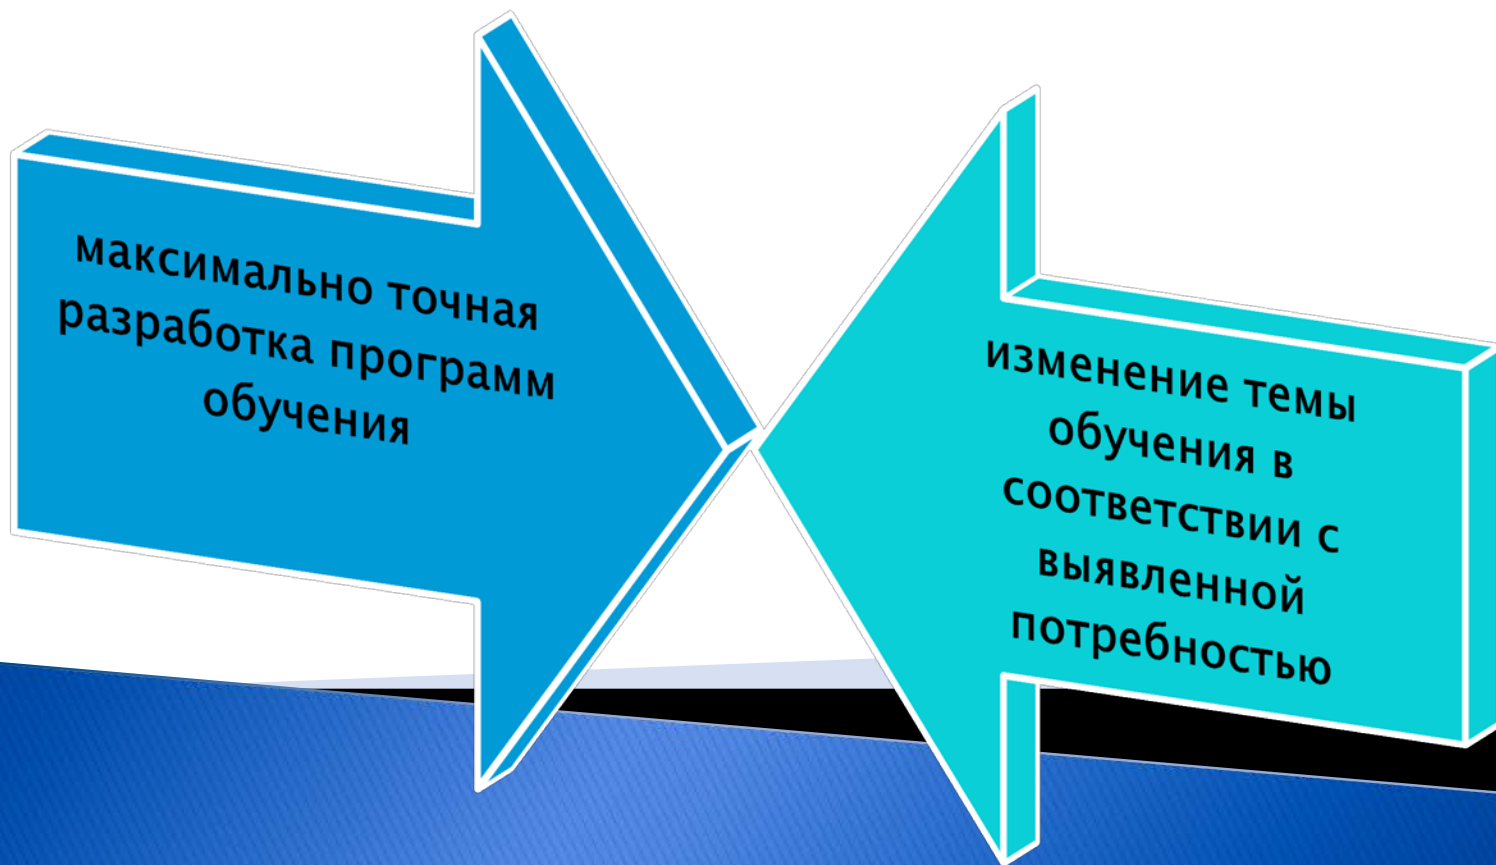 максимально точная
разработка программ
обучения
изменение темы
обучения в
соответствии с
выявленной
потребностью